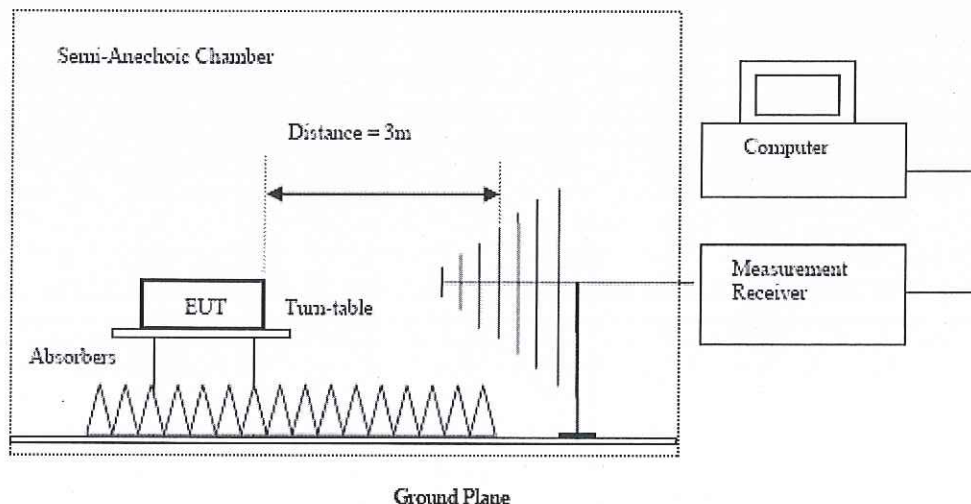 Semi-Anechoic Chamber
Distance = 3m
Computer
Measurement
Receiver
EUT
Turn-table
Absorbers
Ground Plane